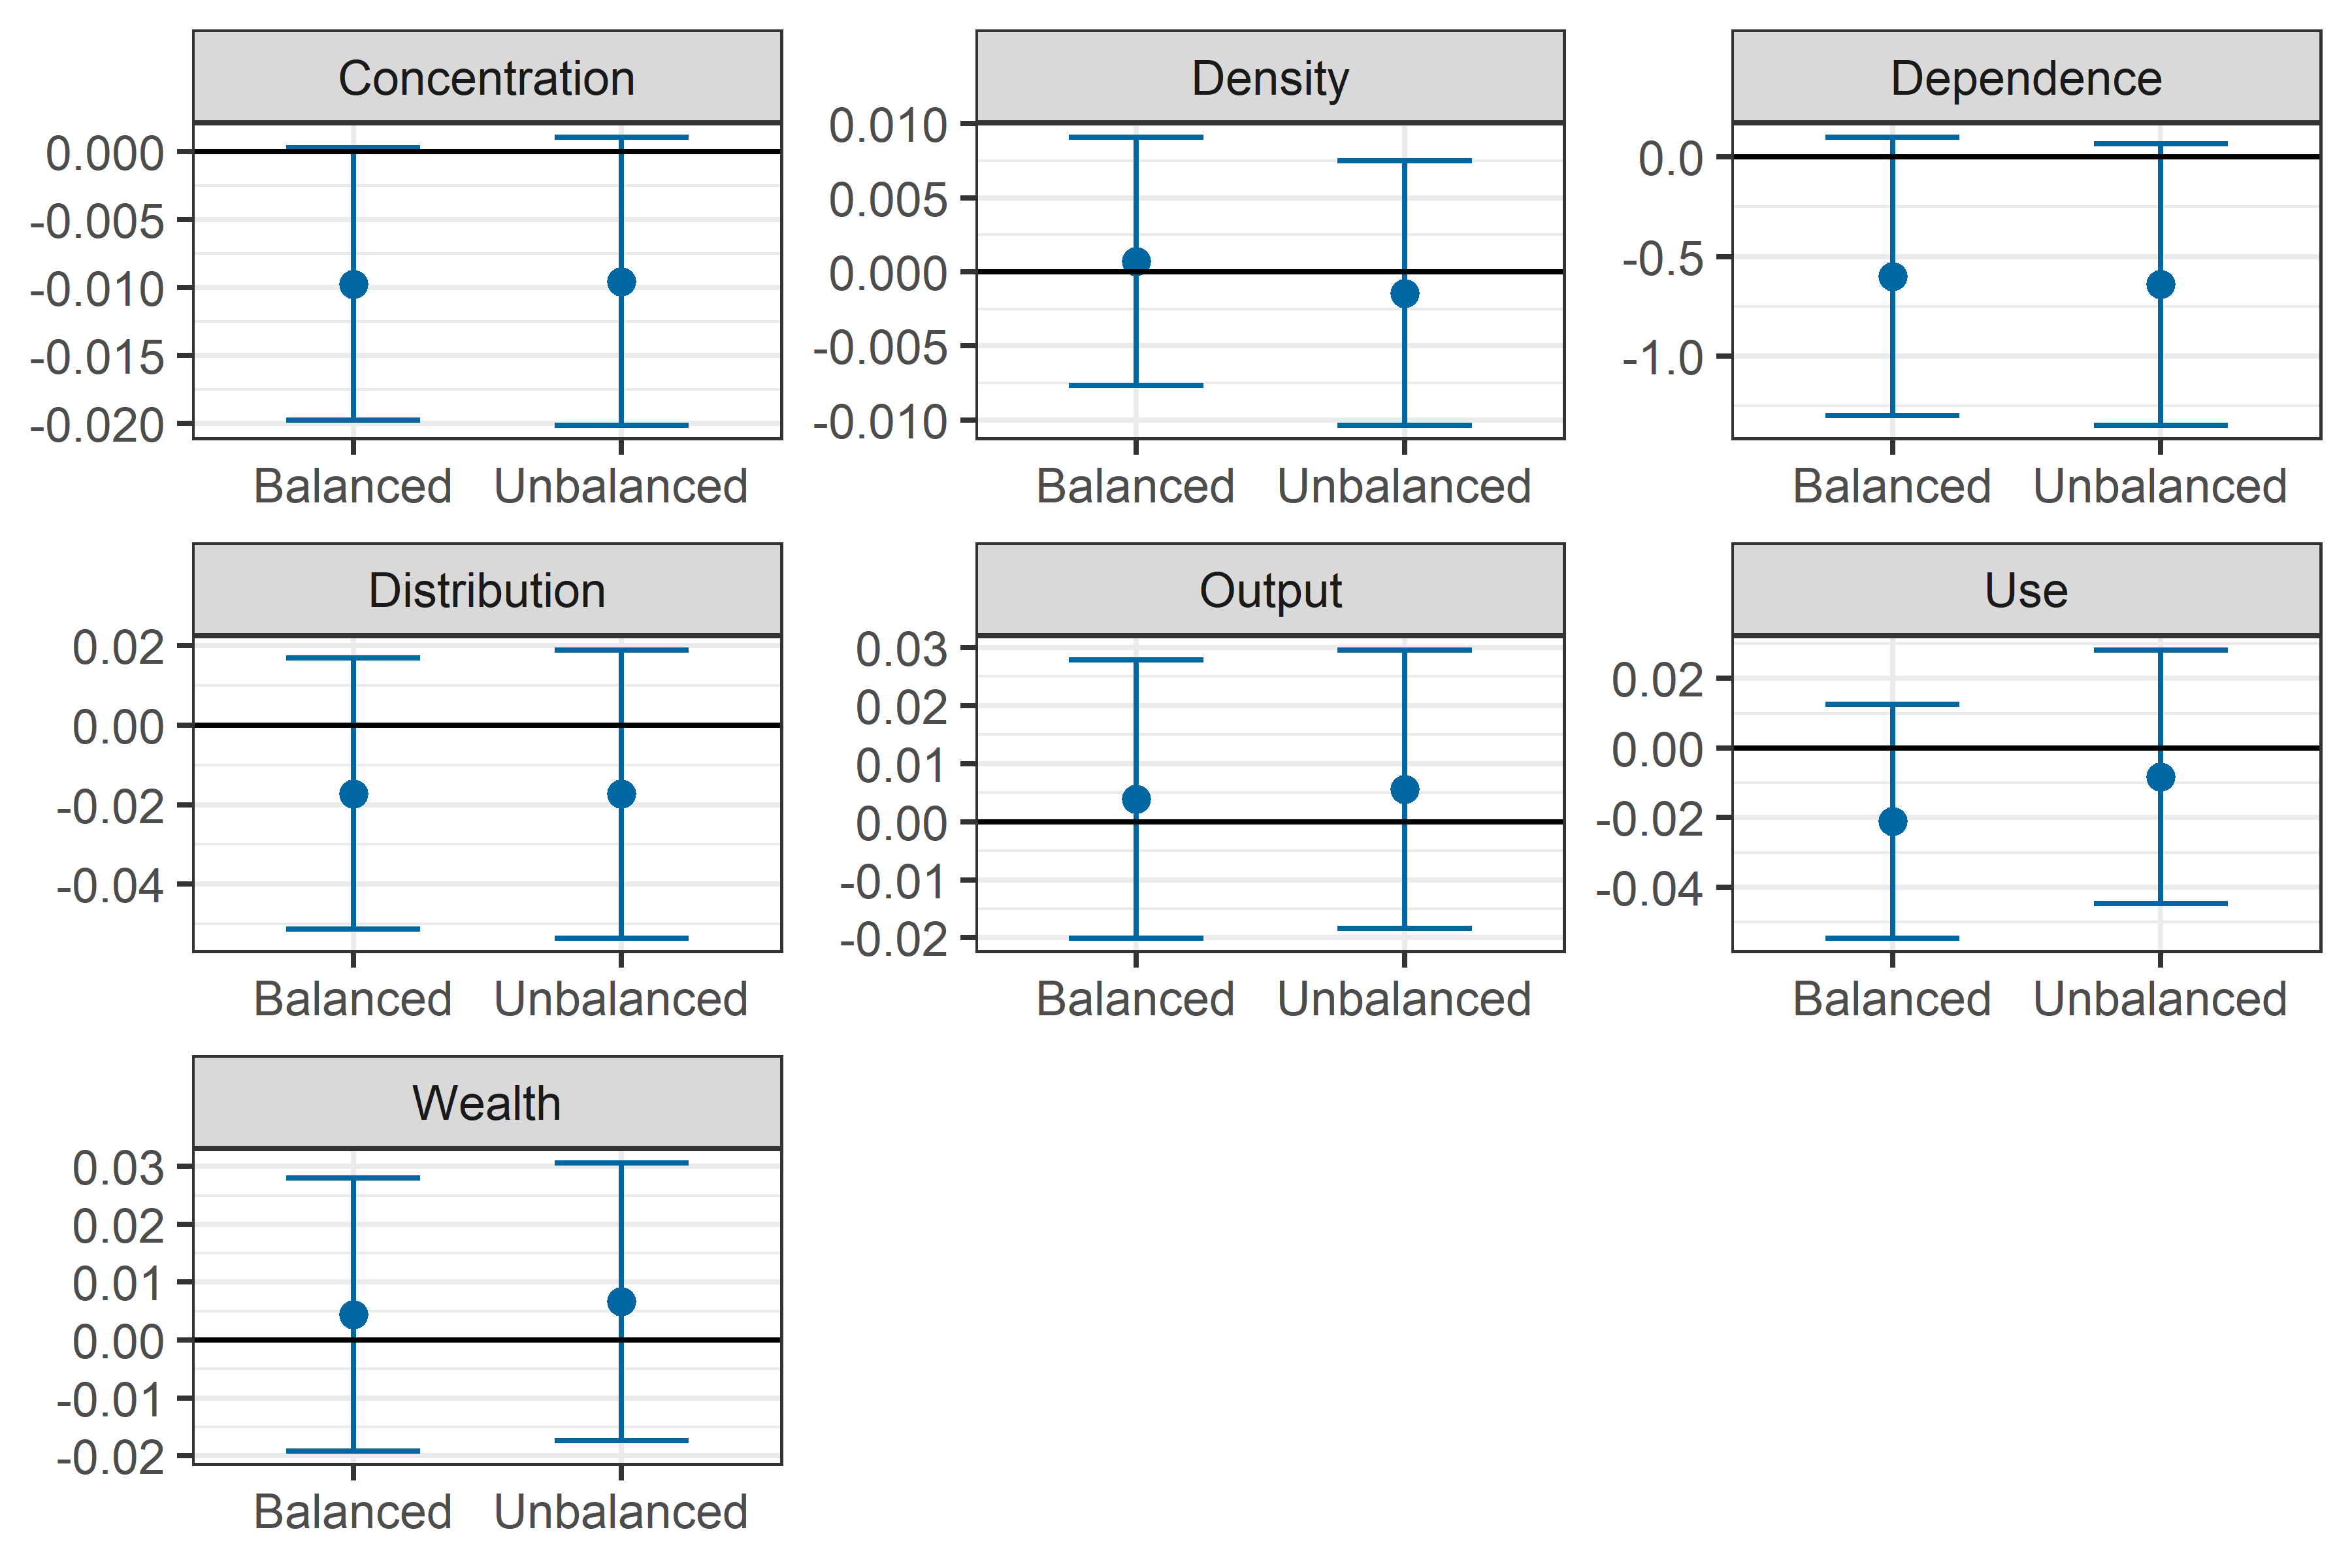 Concentration
Density
Dependence
0.000
-0.005
-0.010
-0.015
-0.020
0.010
0.005
0.000
-0.005
-0.010
0.0
-0.5
-1.0
Balanced Unbalanced
Balanced Unbalanced
Balanced Unbalanced
Distribution
Output
Use
0.02
0.00
-0.02
-0.04
0.03
0.02
0.01
0.00
-0.01
-0.02
0.02
0.00
-0.02
-0.04
Balanced Unbalanced
Balanced Unbalanced
Balanced Unbalanced
Wealth
0.03
0.02
0.01
0.00
-0.01
-0.02
Balanced Unbalanced